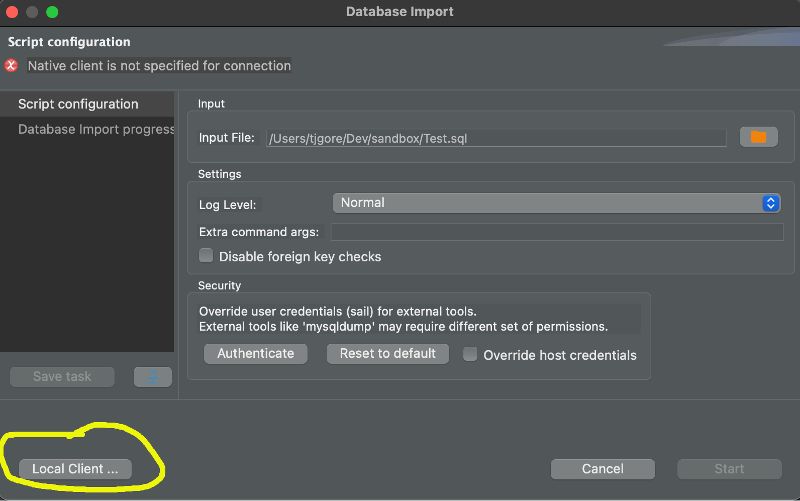 Database Import
Script configuration
Native client is not specified for connection
Script configuration
Database Import progress
Input
Input File: /Users/tjgore/Dev/sandbox/Test.sql
Settings
Log Level: Normal
Extra command args:
Disable foreign key checks
Security
Override user credentials (sail) for external tools.
External tools like 'mysqldump' may require different set of permissions.
Authenticate Reset to default Override host credentials
Save task
Local Client ... Cancel Start